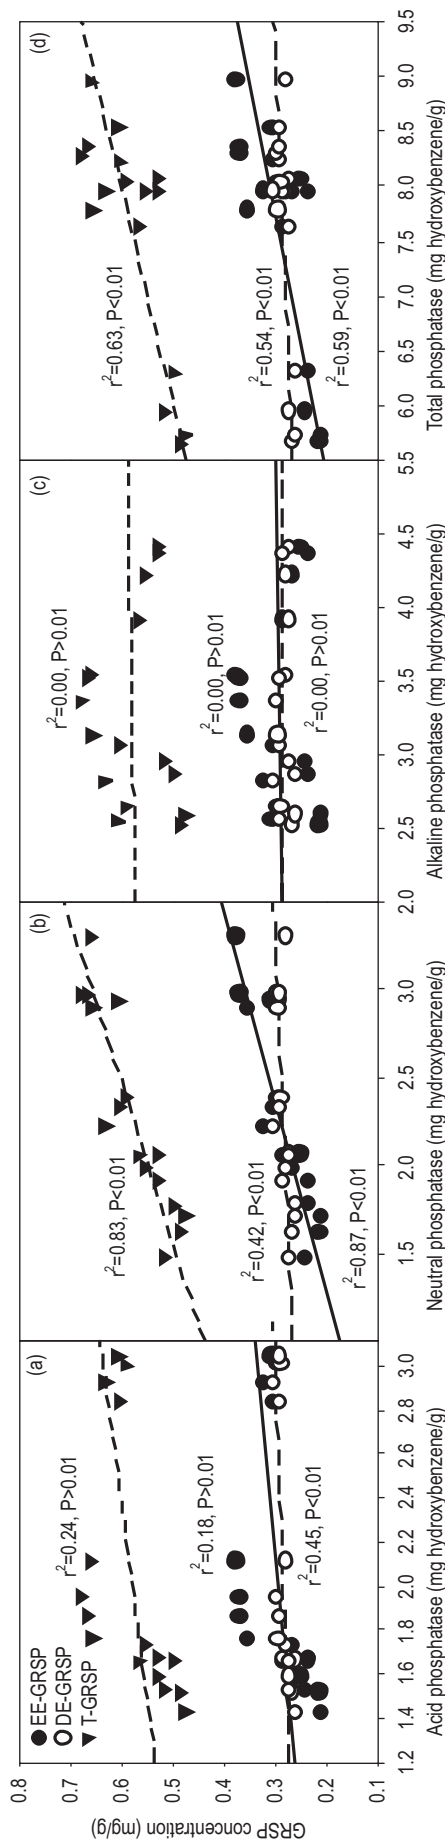 GRSP concentration (mg/g)
0.8
0.7
0.6
0.5
0.4
0.3
0.2
0.1
(a)
EE-GRSP
DE-GRSP
T-GRSP
r²=0.24, P>0.01
r²=0.18, P>0.01
r²=0.45, P<0.01
1.2 1.4 1.6 1.8 2.0 2.2 2.4 2.6 2.8 3.0
Acid phosphatase (mg hydroxybenzene/g)
(b)
r²=0.83, P<0.01
r²=0.42, P<0.01
r²=0.87, P<0.01
1.5 2.0 2.5 3.0
Neutral phosphatase (mg hydroxybenzene/g)
(c)
r²=0.00, P>0.01
r²=0.00, P>0.01
r²=0.00, P>0.01
2.0 2.5 3.0 3.5 4.0 4.5
Alkaline phosphatase (mg hydroxybenzene/g)
(d)
r²=0.63, P<0.01
r²=0.54, P<0.01
r²=0.59, P<0.01
5.5 6.0 6.5 7.0 7.5 8.0 8.5 9.0 9.5
Total phosphatase (mg hydroxybenzene/g)